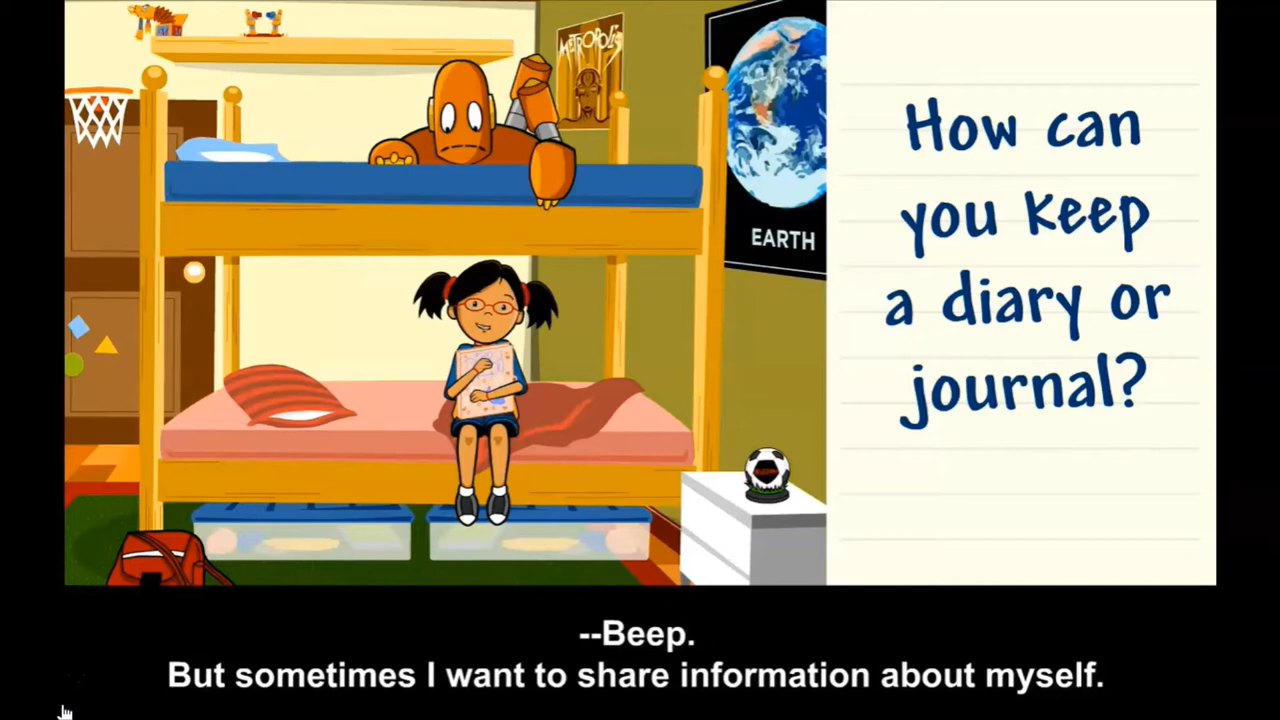 METROPOLIS
EARTH
How can
you keep
a diary or
journal?
--Beep.
But sometimes I want to share information about myself.